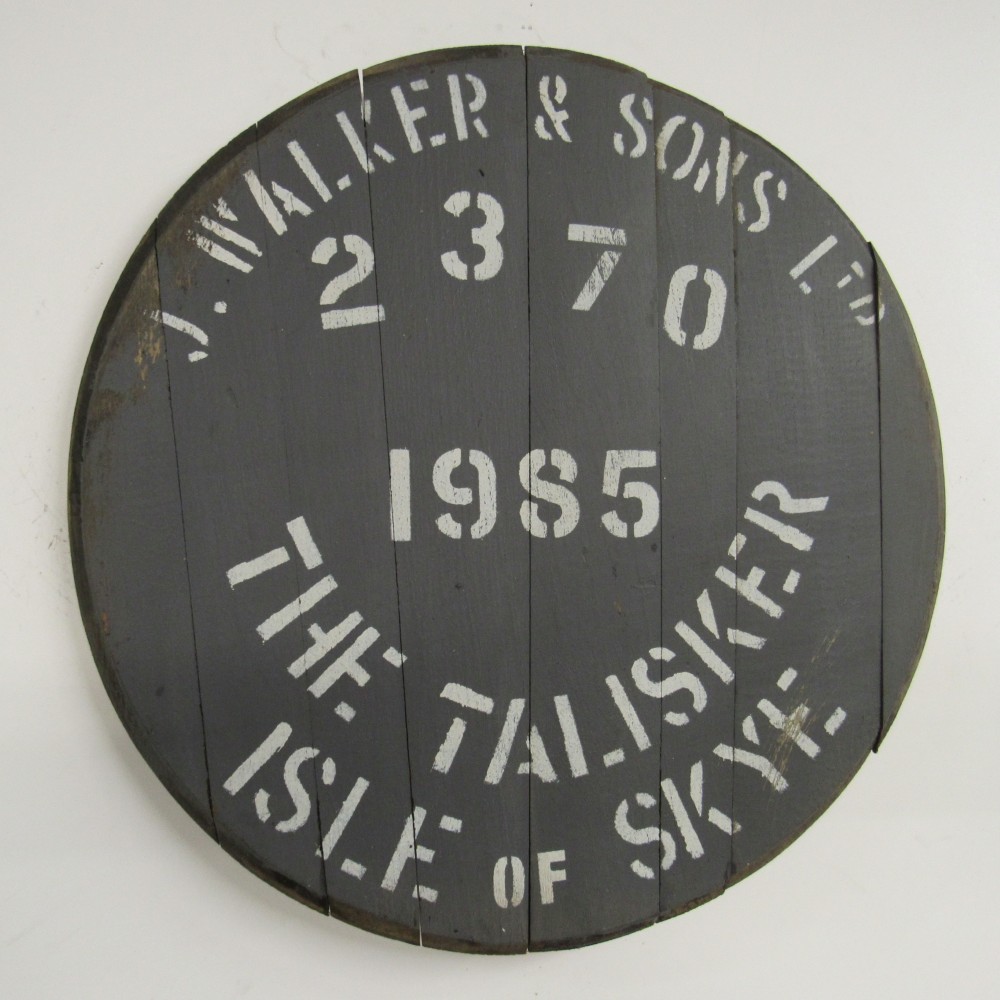 J. WALKER & SONS LTD
2370
1985
THE TALISKER
ISLE OF SKYE